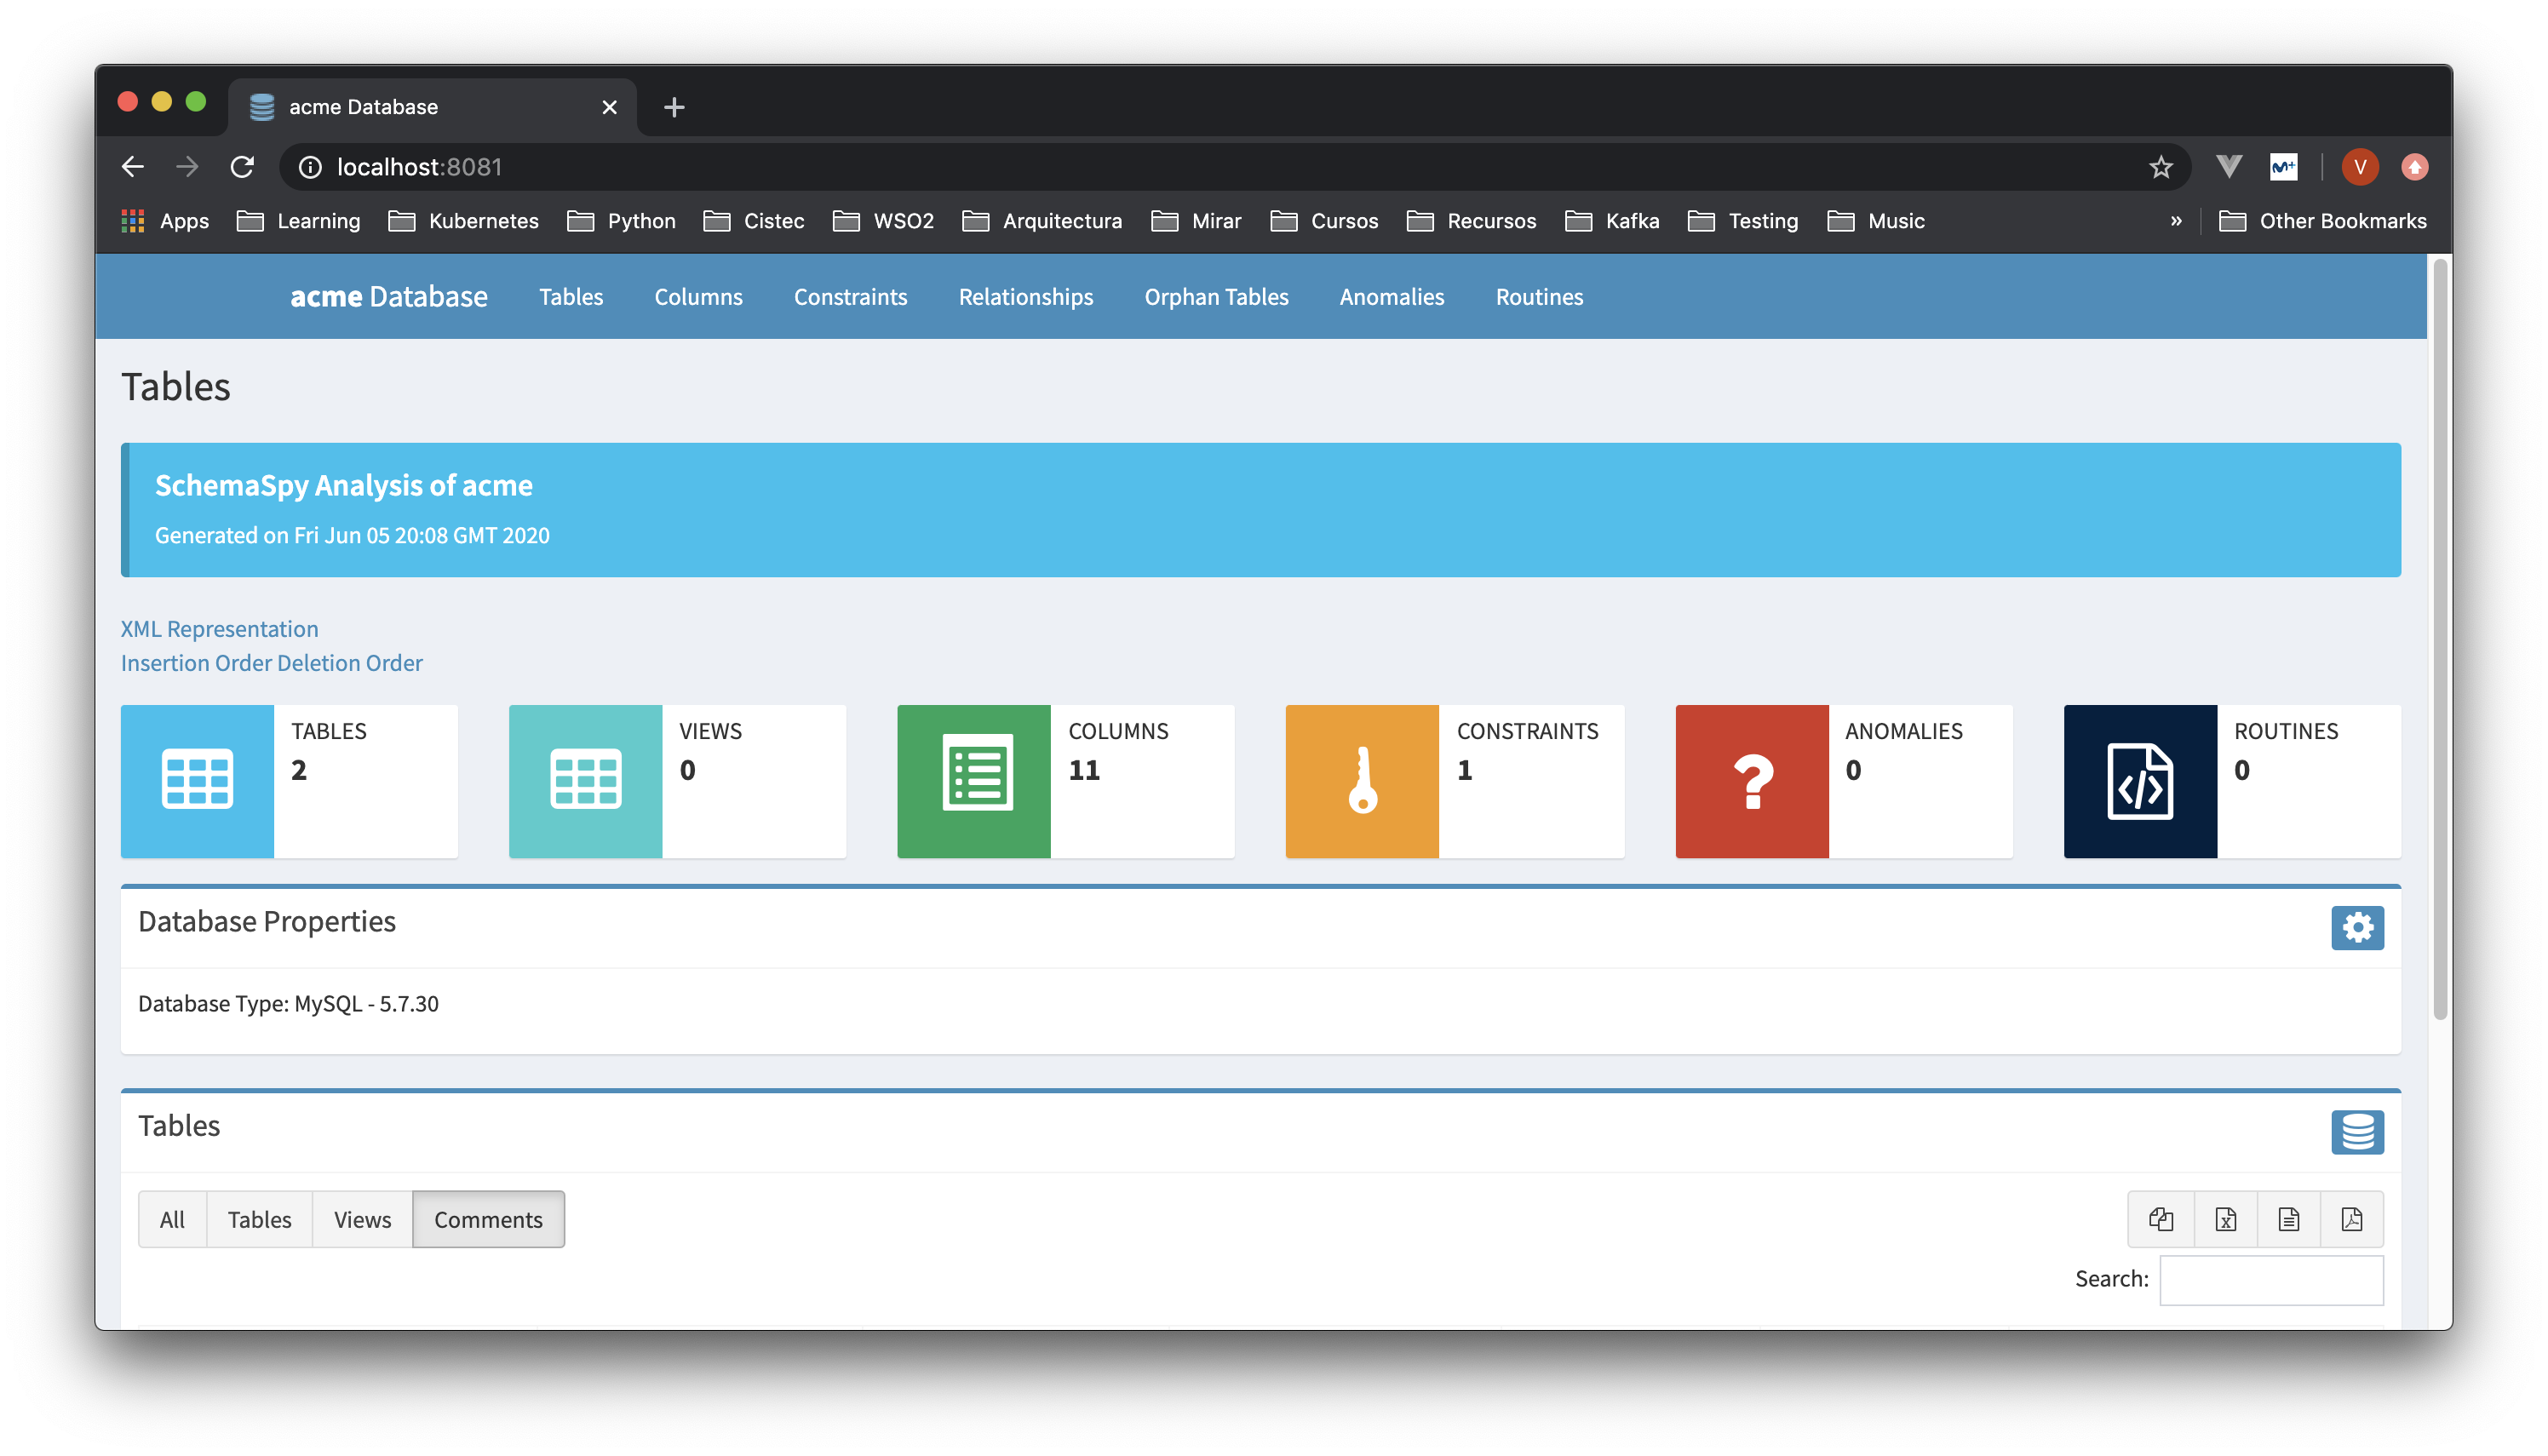 acme Database
localhost:8081
V
Apps Learning Kubernetes Python Cistec WSO2 Arquitectura Mirar Cursos Recursos Kafka Testing Music » Other Bookmarks
acme Database Tables Columns Constraints Relationships Orphan Tables Anomalies Routines
Tables
SchemaSpy Analysis of acme
Generated on Fri Jun 05 20:08 GMT 2020
XML Representation
Insertion Order Deletion Order
TABLES
2
VIEWS
0
COLUMNS
11
CONSTRAINTS
1
ANOMALIES
0
ROUTINES
0
Database Properties
Database Type: MySQL - 5.7.30
Tables
All Tables Views Comments
Search: